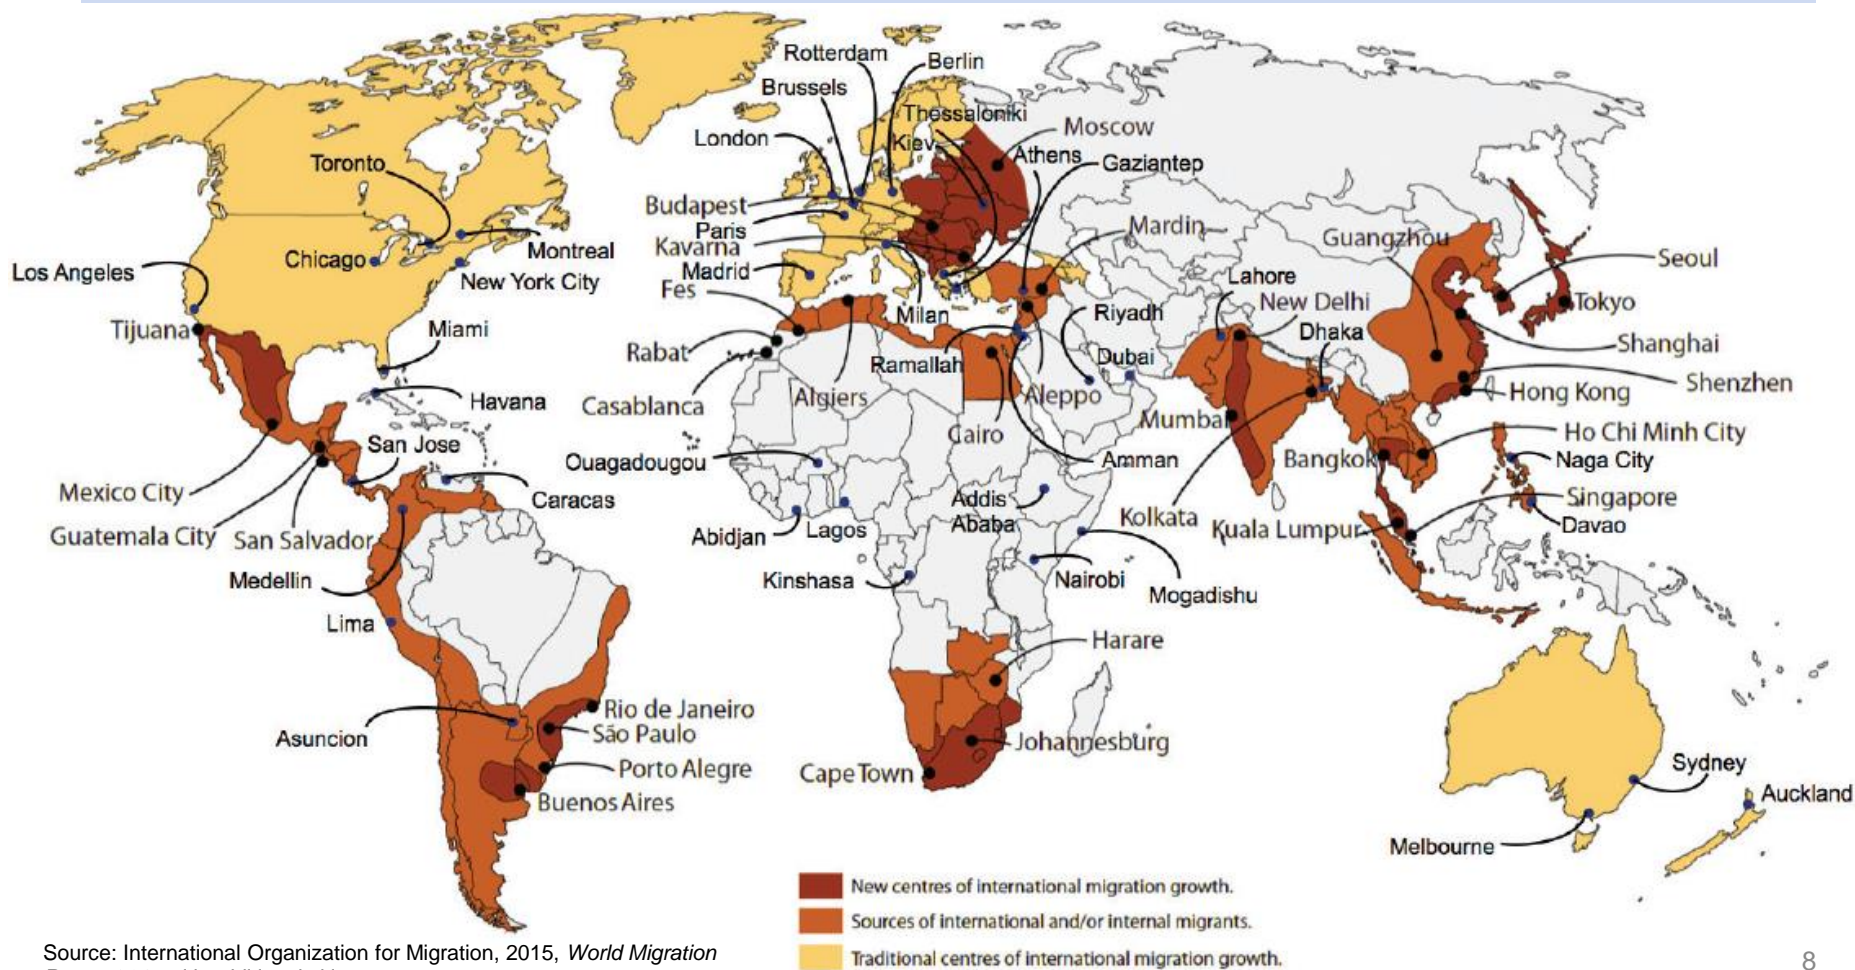 Rotterdam
Berlin
Brussels
Thessaloniki
Moscow
London
Kiev
Athens
Gaziantep
Toronto
Budapest
Paris
Mardin
Guangzhou
Kavarna
Montreal
Chicago
Los Angeles
Madrid
Lahore
Seoul
New York City
Fes
New Delhi
Tokyo
Milan
Riyadh
Tijuana
Miami
Dhaka
Shanghai
Rabat
Ramallah
Dubai
Shenzhen
Havana
Casablanca
Algiers
Aleppo
Hong Kong
Mumbai
Cairo
San Jose
Ho Chi Minh City
Ouagadougou
Amman
Bangkok
Naga City
Mexico City
Caracas
Addis
Ababa
Singapore
Guatemala City
San Salvador
Abidjan
Lagos
Kolkata
Kuala Lumpur
Davao
Medellin
Kinshasa
Nairobi
Mogadishu
Lima
Harare
Rio de Janeiro
São Paulo
Asuncion
Johannesburg
Porto Alegre
Cape Town
Sydney
Buenos Aires
Auckland
Melbourne
New centres of international migration growth.
Sources of international and/or internal migrants.
Traditional centres of international migration growth.
Source: International Organization for Migration, 2015, World Migration
8